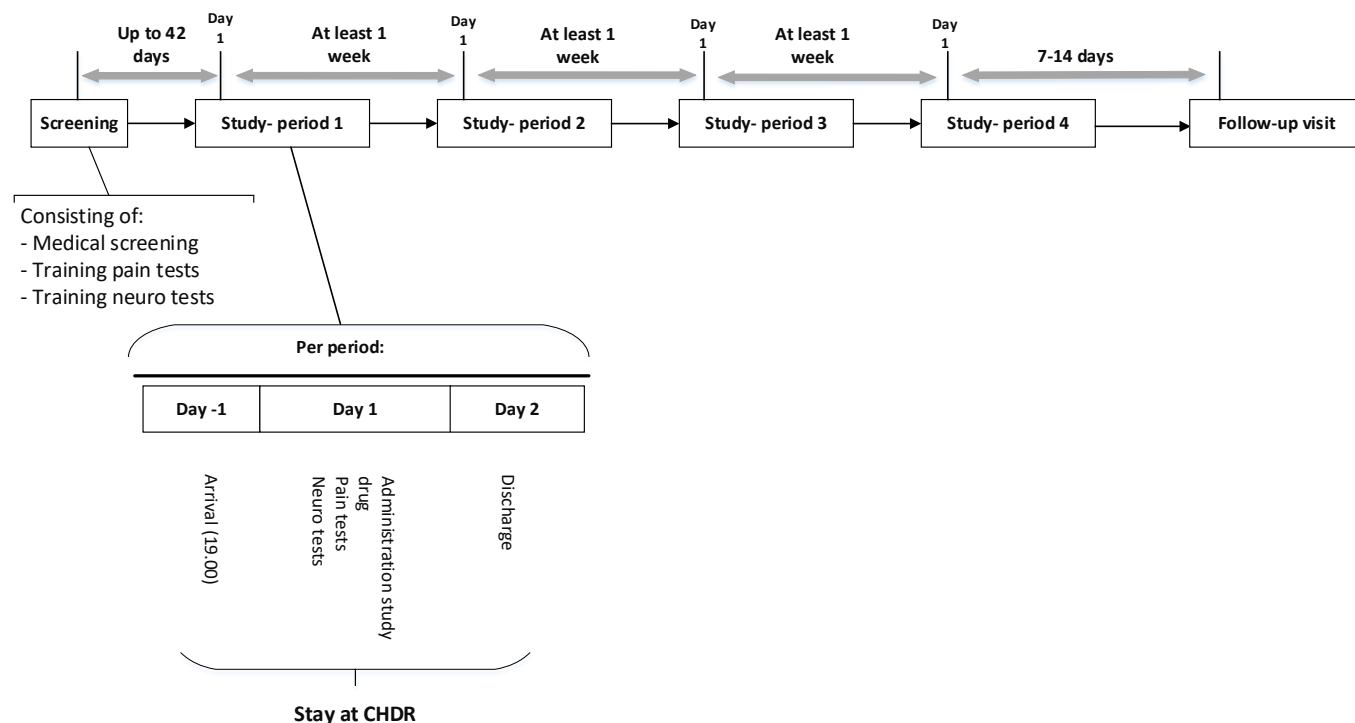 Up to 42
days
Day
1
At least 1
week
Day
1
At least 1
week
Day
1
At least 1
week
Day
1
7-14 days
Screening
Study- period 1
Study- period 2
Study- period 3
Study- period 4
Follow-up visit
Consisting of:
- Medical screening
- Training pain tests
- Training neuro tests
Per period:
Day -1
Day 1
Day 2
Arrival (19.00)
Administration study
drug
Pain tests
Neuro tests
Discharge
Stay at CHDR